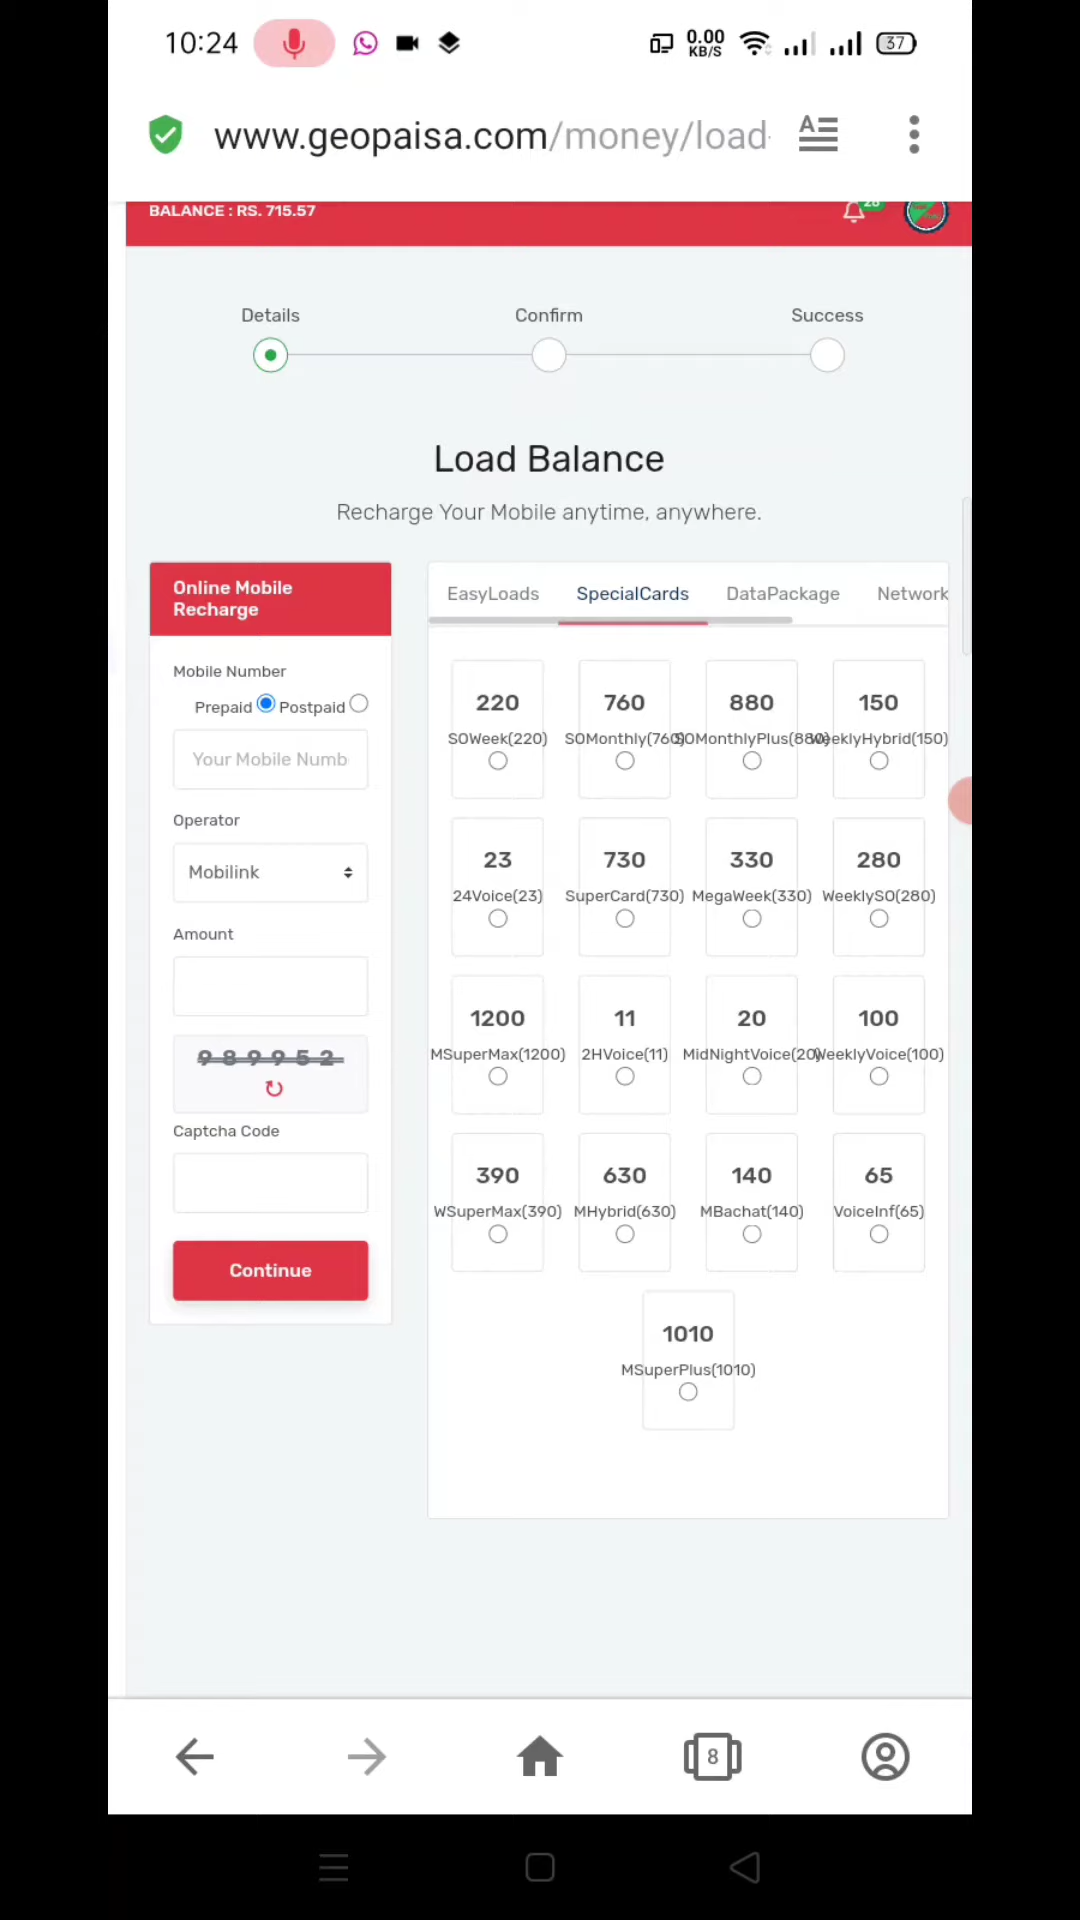 10:24
0.00
KB/S
37
www.geopaisa.com/money/load
BALANCE : RS. 715.57
Details
Confirm
Success
Load Balance
Recharge Your Mobile anytime, anywhere.
Online Mobile
Recharge
Mobile Number
Prepaid
Postpaid
Your Mobile Numb
Operator
Mobilink
Amount
989952
Captcha Code
Continue
EasyLoads
SpecialCards
DataPackage
Network
220
760
880
150
SOWeek(220)
SOMonthly(760)
SOMonthlyPlus(880)
WeeklyHybrid(150)
23
730
330
280
24Voice(23)
SuperCard(730)
MegaWeek(330)
WeeklySO(280)
1200
11
20
100
MSuperMax(1200)
2HVoice(11)
MidNightVoice(20)
WeeklyVoice(100)
390
630
140
65
WSuperMax(390)
MHybrid(630)
MBachat(140)
VoiceInf(65)
1010
MSuperPlus(1010)
8